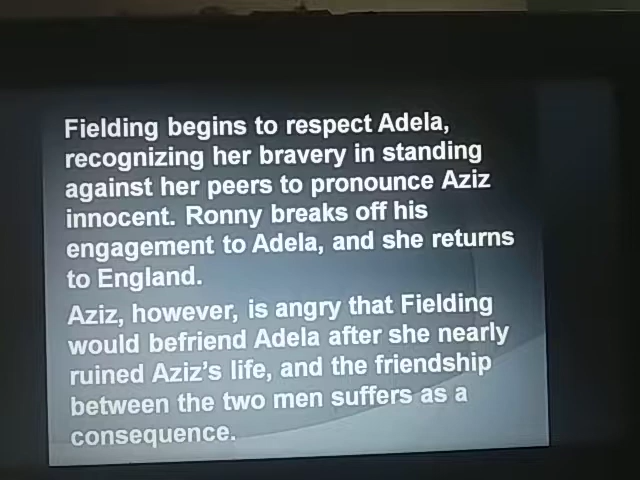 Fielding begins to respect Adela,
recognizing her bravery in standing
against her peers to pronounce Aziz
innocent. Ronny breaks off his
engagement to Adela, and she returns
to England.
Aziz, however, is angry that Fielding
would befriend Adela after she nearly
ruined Aziz’s life, and the friendship
between the two men suffers as a
consequence.